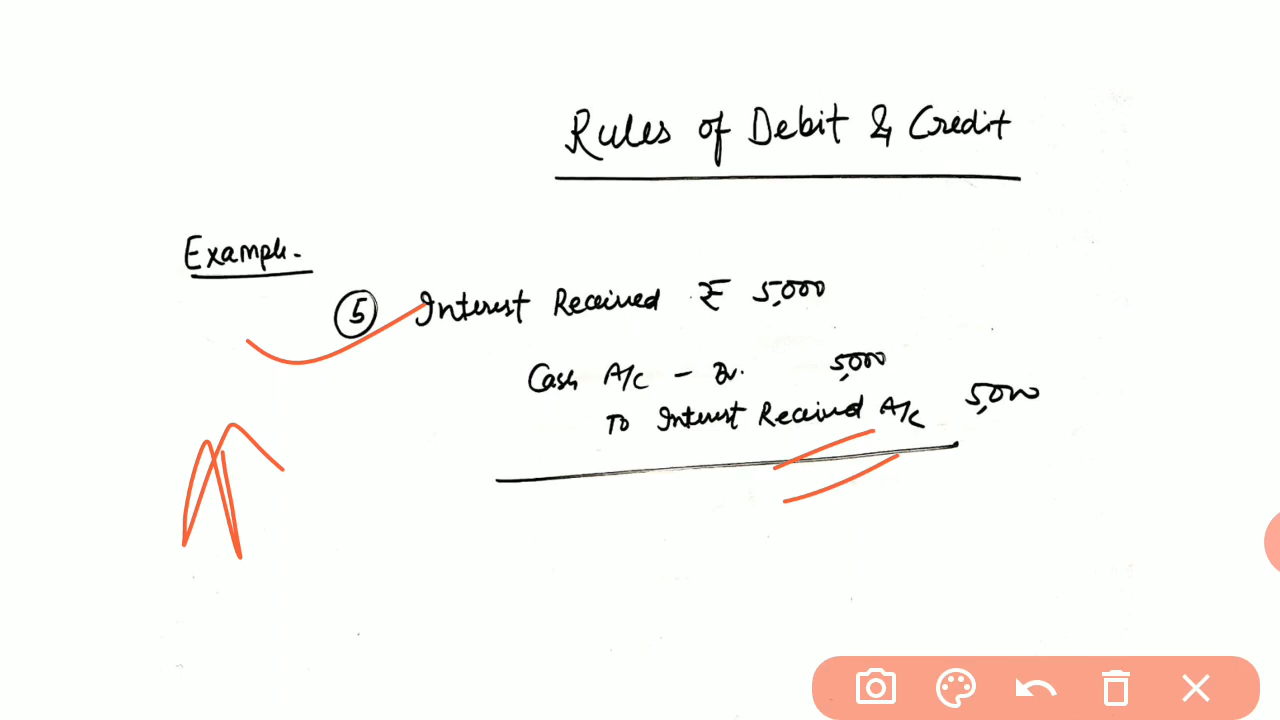 Rules of Debit & Credit
Example.
5 Interest Received ₹ 5,000
Cash A/c - Dr. 5,000
To Interest Received A/c 5,000